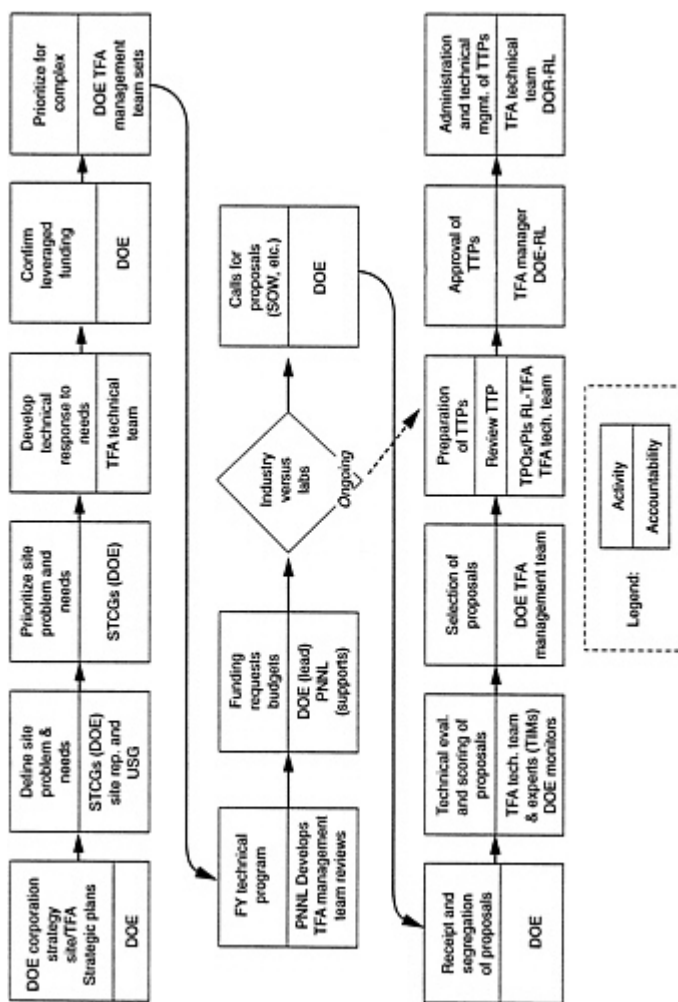 DOE corporation
strategy
site/TFA
Strategic plans
DOE
Define site
problem &
needs
STCGs (DOE)
site rep. and
USG
Prioritize site
problem and
needs
STCGs (DOE)
Develop
technical
response to
needs
TFA technical
team
Confirm
leveraged
funding
DOE
Prioritize for
complex
DOE TFA
management
team sets
FY technical
program
PNNL Develops
TFA management
team reviews
Funding
requests
budgets
DOE (lead)
PNNL
(supports)
Industry
versus
labs
Ongoing
Calls for
proposals
(SOW, etc.)
DOE
Receipt and
segregation
of proposals
DOE
Technical eval.
and scoring of
proposals
TFA tech. team
& experts (TIMs)
DOE monitors
Selection of
proposals
DOE TFA
management team
Preparation
of TTPs
Review TTP
TPOs/PIs RL-TFA
TFA tech. team
Approval of
TTPs
TFA manager
DOE-RL
Administration
and technical
mgmt. of TTPs
TFA technical
team
DOR-RL
Legend:
Activity
Accountability